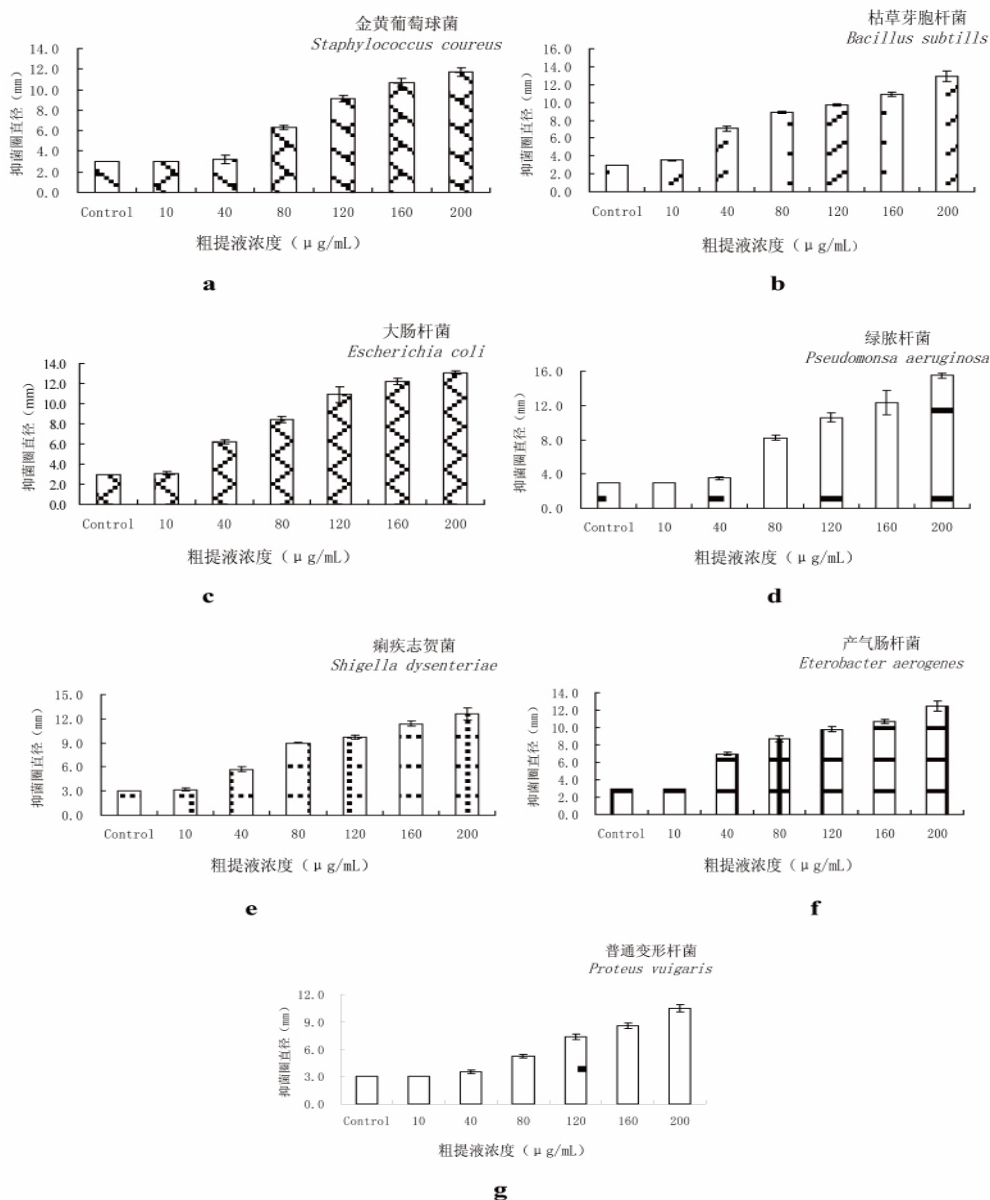 金黄葡萄球菌
Staphylococcus coureus
抑菌圈直径（mm）
14.0
12.0
10.0
8.0
6.0
4.0
2.0
0.0
Control 10 40 80 120 160 200
粗提液浓度（μg/mL）
a
枯草芽胞杆菌
Bacillus subtills
抑菌圈直径（mm）
16.0
14.0
12.0
10.0
8.0
6.0
4.0
2.0
0.0
Control 10 40 80 120 160 200
粗提液浓度（μg/mL）
b
大肠杆菌
Escherichia coli
抑菌圈直径（mm）
14.0
12.0
10.0
8.0
6.0
4.0
2.0
0.0
Control 10 40 80 120 160 200
粗提液浓度（μg/mL）
c
绿脓杆菌
Pseudomonsa aeruginosa
抑菌圈直径（mm）
16.0
12.0
8.0
4.0
0.0
Control 10 40 80 120 160 200
粗提液浓度（μg/mL）
d
痢疾志贺菌
Shigella dysenteriae
抑菌圈直径（mm）
15.0
12.0
9.0
6.0
3.0
0.0
Control 10 40 80 120 160 200
粗提液浓度（μg/mL）
e
产气肠杆菌
Eterobacter aerogenes
抑菌圈直径（mm）
14.0
12.0
10.0
8.0
6.0
4.0
2.0
0.0
Control 10 40 80 120 160 200
粗提液浓度（μg/mL）
f
普通变形杆菌
Proteus vuigaris
抑菌圈直径（mm）
12.0
9.0
6.0
3.0
0.0
Control 10 40 80 120 160 200
粗提液浓度（μg/mL）
g